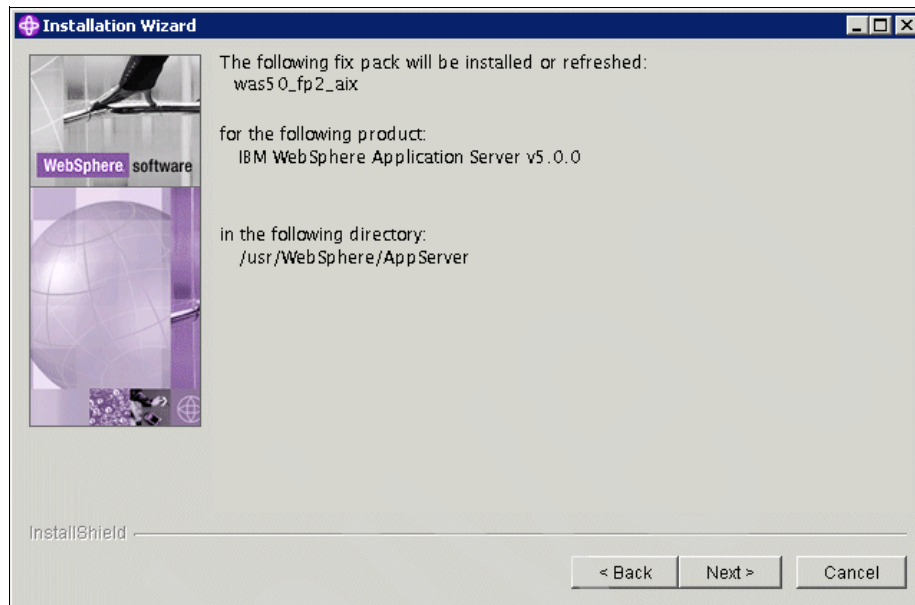 Installation Wizard
The following fix pack will be installed or refreshed:
was50_fp2_aix
for the following product:
IBM WebSphere Application Server v5.0.0
in the following directory:
/usr/WebSphere/AppServer
WebSphere software
InstallShield
< Back
Next >
Cancel